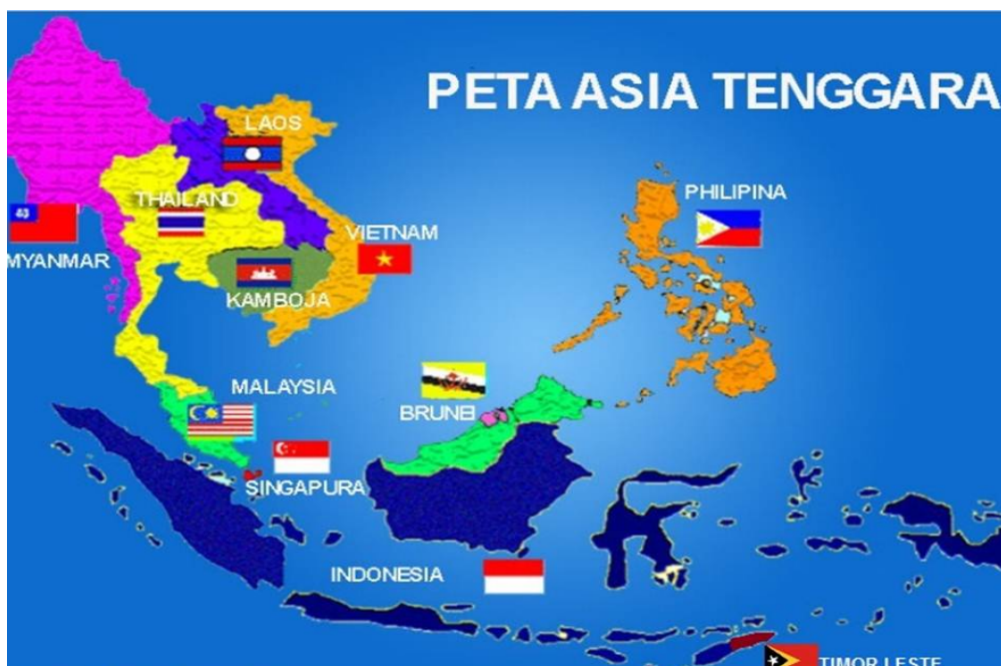 PETA ASIA TENGGARA
LAOS
THAILAND
PHILIPINA
VIETNAM
MYANMAR
KAMBOJA
MALAYSIA
BRUNEI
SINGAPURA
INDONESIA
TIMOR LESTE